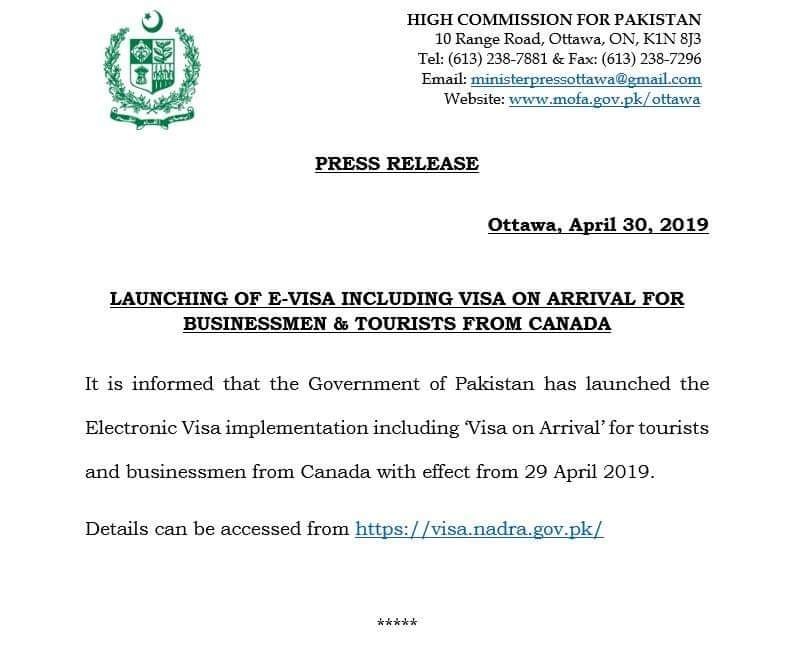 HIGH COMMISSION FOR PAKISTAN
10 Range Road, Ottawa, ON, K1N 8J3
Tel: (613) 238-7881 & Fax: (613) 238-7296
Email: ministerpressottawa@gmail.com
Website: www.mofa.gov.pk/ottawa
PRESS RELEASE
Ottawa, April 30, 2019
LAUNCHING OF E-VISA INCLUDING VISA ON ARRIVAL FOR
BUSINESSMEN & TOURISTS FROM CANADA
It is informed that the Government of Pakistan has launched the
Electronic Visa implementation including ‘Visa on Arrival’ for tourists
and businessmen from Canada with effect from 29 April 2019.
Details can be accessed from https://visa.nadra.gov.pk/
*****